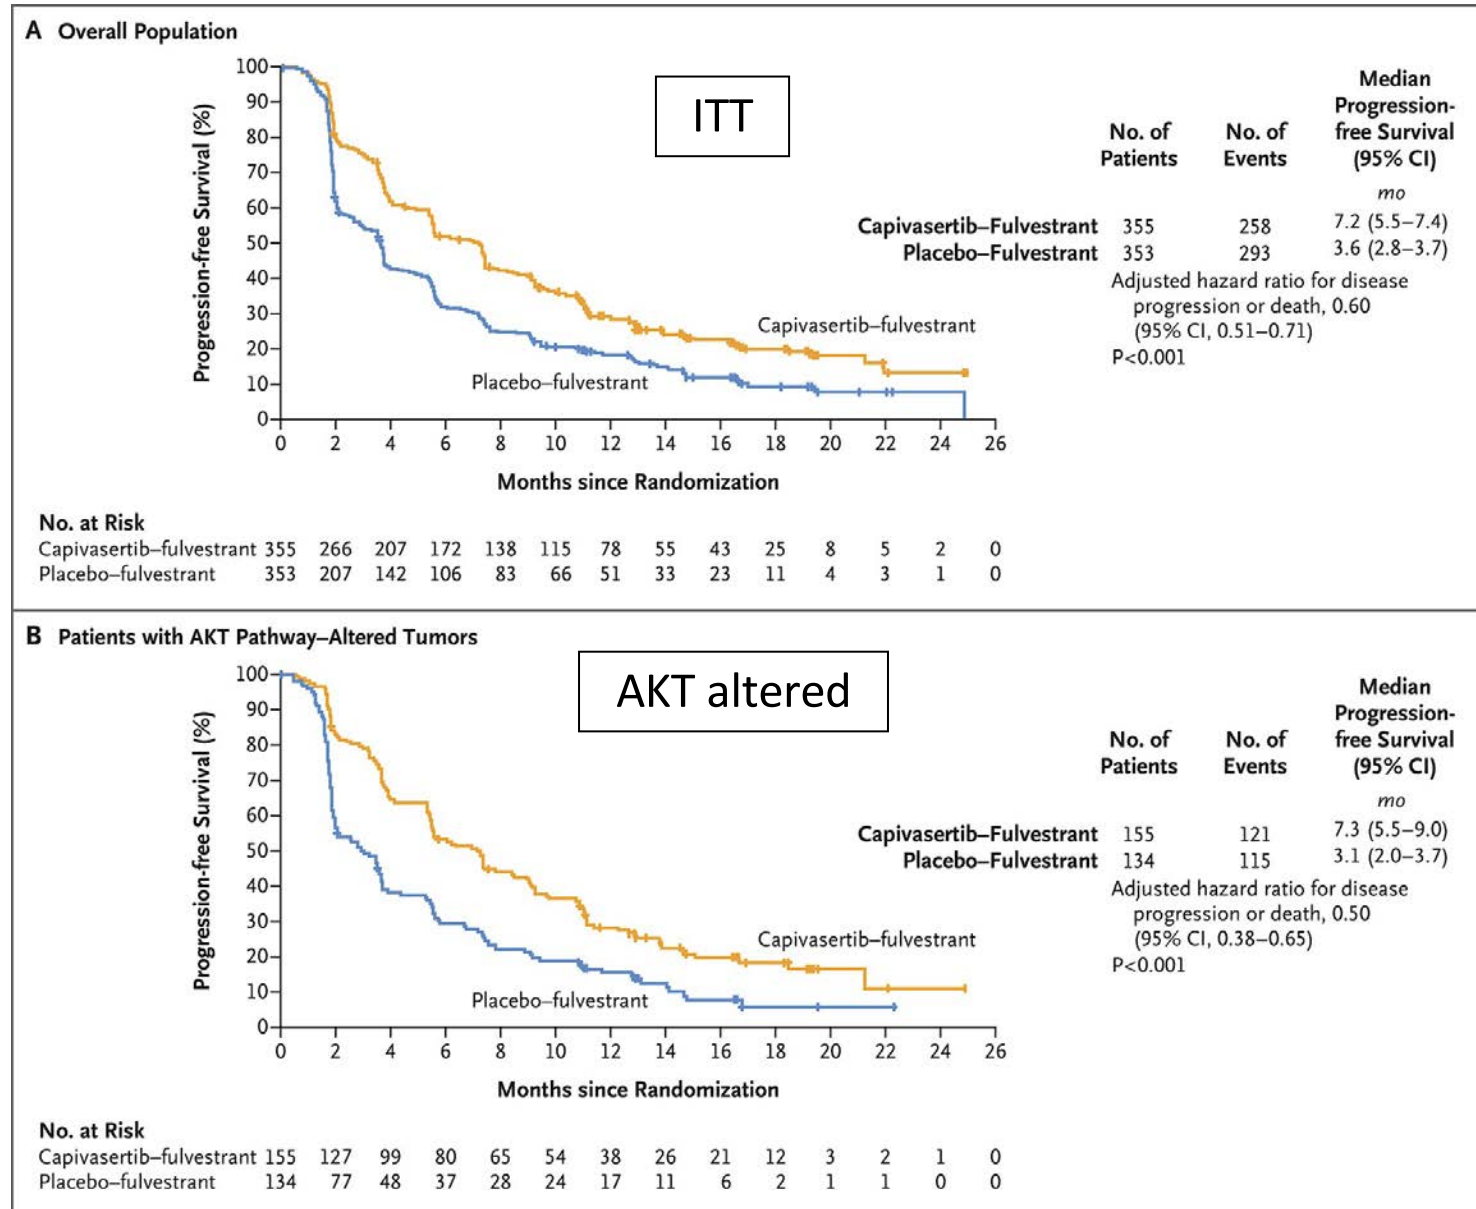 A Overall Population
ITT
100
90
80
70
60
50
40
30
20
10
0
Progression-free Survival (%)
Capivasertib–fulvestrant
Placebo–fulvestrant
0 2 4 6 8 10 12 14 16 18 20 22 24 26
Months since Randomization
No. of Patients
No. of Events
Median Progression-free Survival (95% CI)
mo
Capivasertib–Fulvestrant 355 258 7.2 (5.5–7.4)
Placebo–Fulvestrant 353 293 3.6 (2.8–3.7)
Adjusted hazard ratio for disease
progression or death, 0.60
(95% CI, 0.51–0.71)
P<0.001
No. at Risk
Capivasertib–fulvestrant 355 266 207 172 138 115 78 55 43 25 8 5 2 0
Placebo–fulvestrant 353 207 142 106 83 66 51 33 23 11 4 3 1 0
B Patients with AKT Pathway–Altered Tumors
AKT altered
100
90
80
70
60
50
40
30
20
10
0
Progression-free Survival (%)
Capivasertib–fulvestrant
Placebo–fulvestrant
0 2 4 6 8 10 12 14 16 18 20 22 24 26
Months since Randomization
No. of Patients
No. of Events
Median Progression-free Survival (95% CI)
mo
Capivasertib–Fulvestrant 155 121 7.3 (5.5–9.0)
Placebo–Fulvestrant 134 115 3.1 (2.0–3.7)
Adjusted hazard ratio for disease
progression or death, 0.50
(95% CI, 0.38–0.65)
P<0.001
No. at Risk
Capivasertib–fulvestrant 155 127 99 80 65 54 38 26 21 12 3 2 1 0
Placebo–fulvestrant 134 77 48 37 28 24 17 11 6 2 1 1 0 0